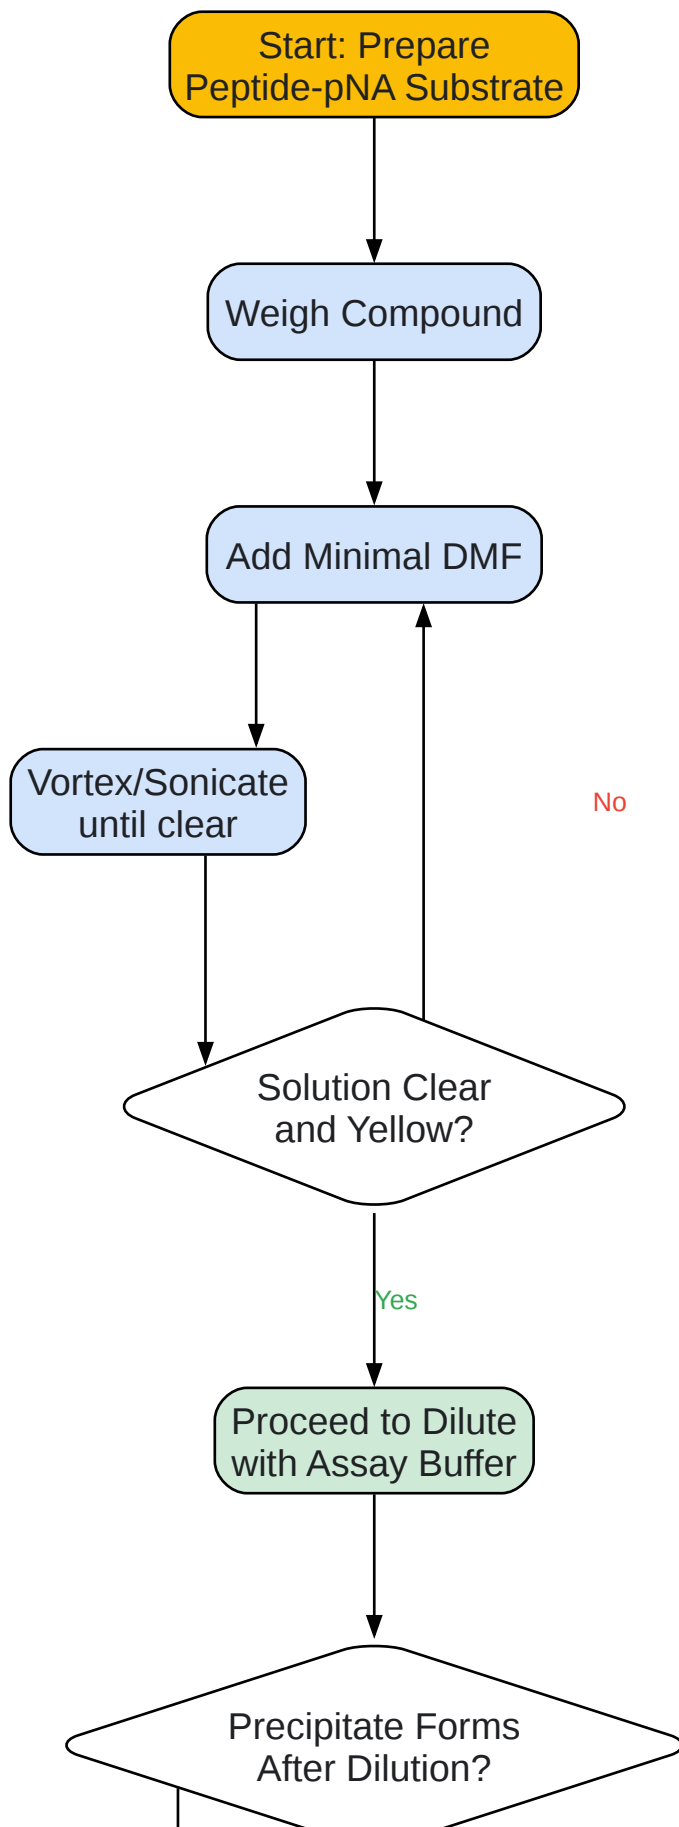 Start: Prepare
Peptide-pNA Substrate
Weigh Compound
Add Minimal DMF
Vortex/Sonicate
until clear
No
Solution Clear
and Yellow?
Yes
Proceed to Dilute
with Assay Buffer
Precipitate Forms
After Dilution?